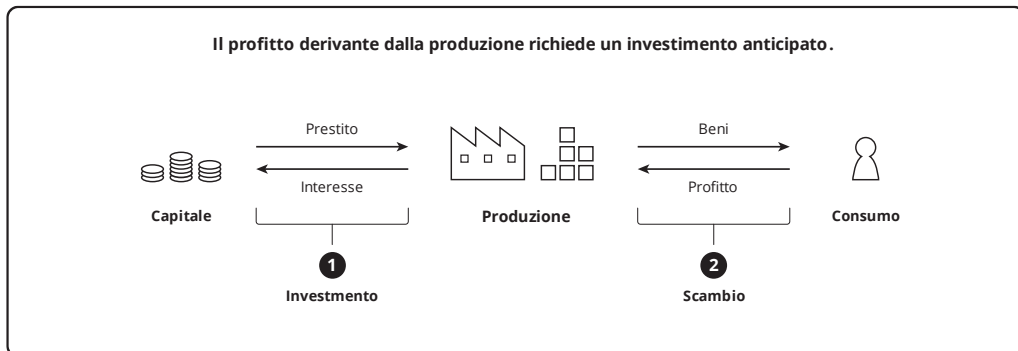 Il profitto derivante dalla produzione richiede un investimento anticipato.
Prestito
Interesse
Beni
Profitto
Capitale
Produzione
Consumo
1
Investmento
2
Scambio